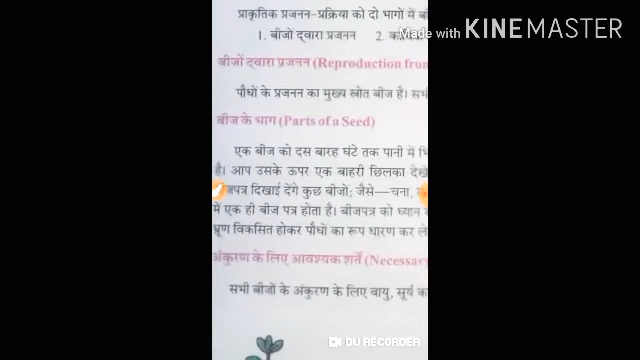 प्राकृतिक प्रजनन-प्रक्रिया को दो भागों में
1. बीजों द्वारा प्रजनन 2.
Made with KINEMASTER
बीजों द्वारा प्रजनन (Reproduction from
पौधों के प्रजनन का मुख्य स्रोत बीज है। सभी
बीज के भाग (Parts of a Seed)
एक बीज को दस बारह घंटे तक पानी में
है। आप उसके ऊपर एक बाहरी छिलका
दिखाई देंगे कुछ बीजो; जैसे—चना,
में एक ही बीज पत्र होता है। बीजपत्र को ध्यान
भ्रूण विकसित होकर पौधों का रूप धारण कर
अंकुरण के लिए आवश्यक शर्तें (Necessary
सभी बीजों के अंकुरण के लिए वायु, सूर्य
DU RECORDER